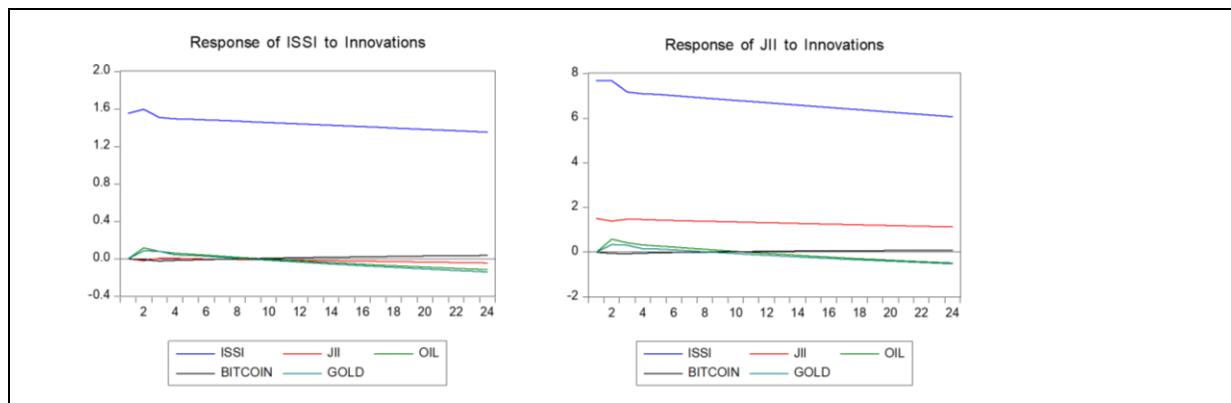 Response of ISSI to Innovations
2.0
1.6
1.2
0.8
0.4
0.0
-0.4
2 4 6 8 10 12 14 16 18 20 22 24
ISSI JII OIL
BITCOIN GOLD
Response of JII to Innovations
8
6
4
2
0
-2
2 4 6 8 10 12 14 16 18 20 22 24
ISSI JII OIL
BITCOIN GOLD